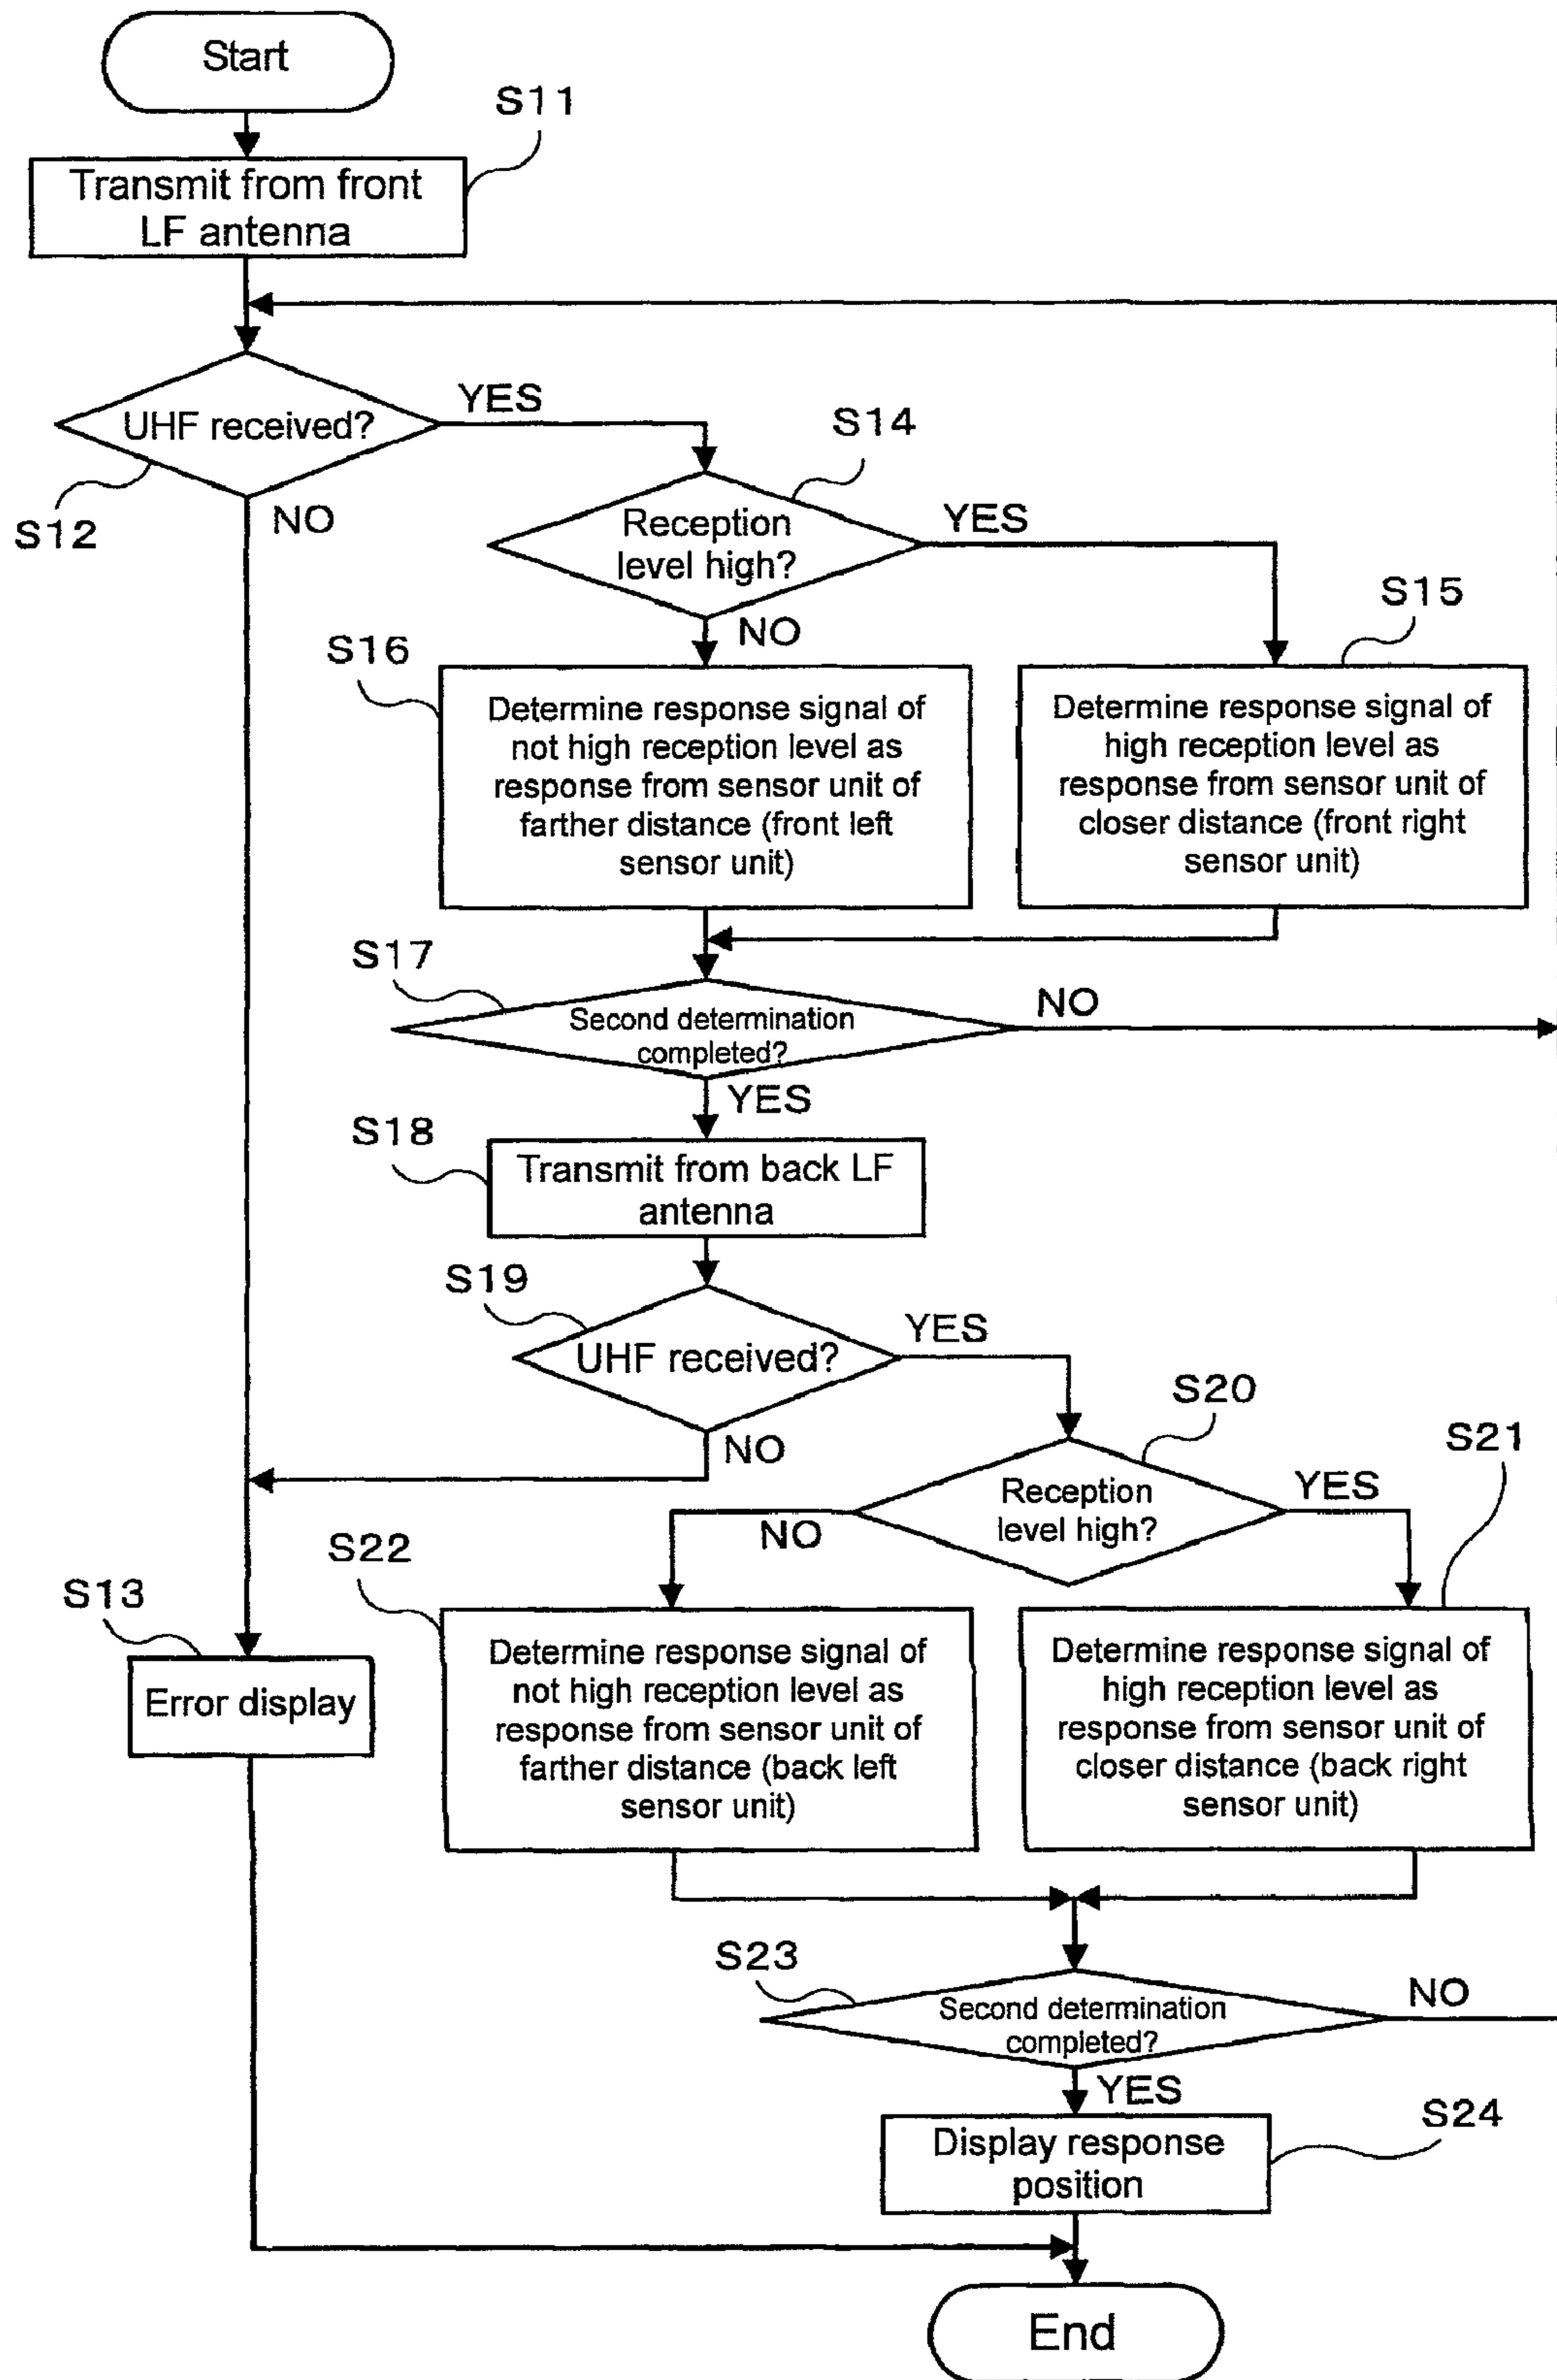 Start
S11
Transmit from front
LF antenna
UHF received?
YES
S12
NO
S14
Reception
level high?
YES
NO
S15
S16
Determine response signal of
not high reception level as
response from sensor unit of
farther distance (front left
sensor unit)
Determine response signal of
high reception level as
response from sensor unit of
closer distance (front right
sensor unit)
S17
Second determination
completed?
NO
YES
S18
Transmit from back LF
antenna
S19
UHF received?
YES
NO
S20
Reception
level high?
YES
NO
S21
S22
S13
Error display
Determine response signal of
not high reception level as
response from sensor unit of
farther distance (back left
sensor unit)
Determine response signal of
high reception level as
response from sensor unit of
closer distance (back right
sensor unit)
S23
Second determination
completed?
NO
YES
S24
Display response
position
End